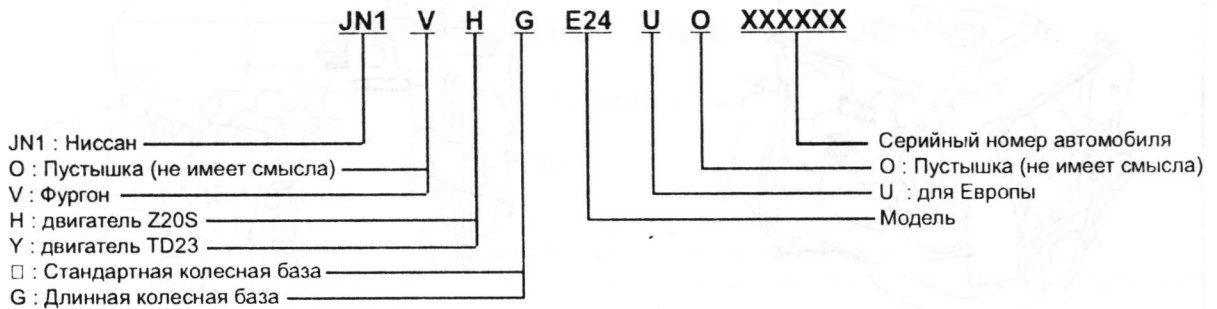 JN1 V H G E24 U O XXXXXX
JN1 : Ниссан
O : Пустышка (не имеет смысла)
V : Фургон
H : двигатель Z20S
Y : двигатель TD23
□ : Стандартная колесная база
G : Длинная колесная база
Серийный номер автомобиля
O : Пустышка (не имеет смысла)
U : для Европы
Модель